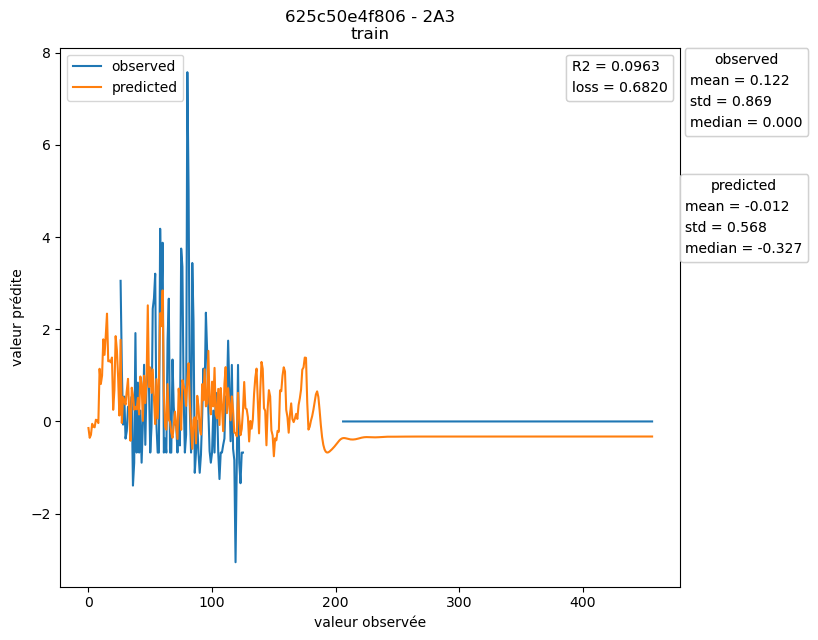 625c50e4f806 - 2A3
train
observed
predicted
R2 = 0.0963
loss = 0.6820
observed
mean = 0.122
std = 0.869
median = 0.000
predicted
mean = -0.012
std = 0.568
median = -0.327
valeur prédite
8
6
4
2
0
−2
0
100
200
300
400
valeur observée